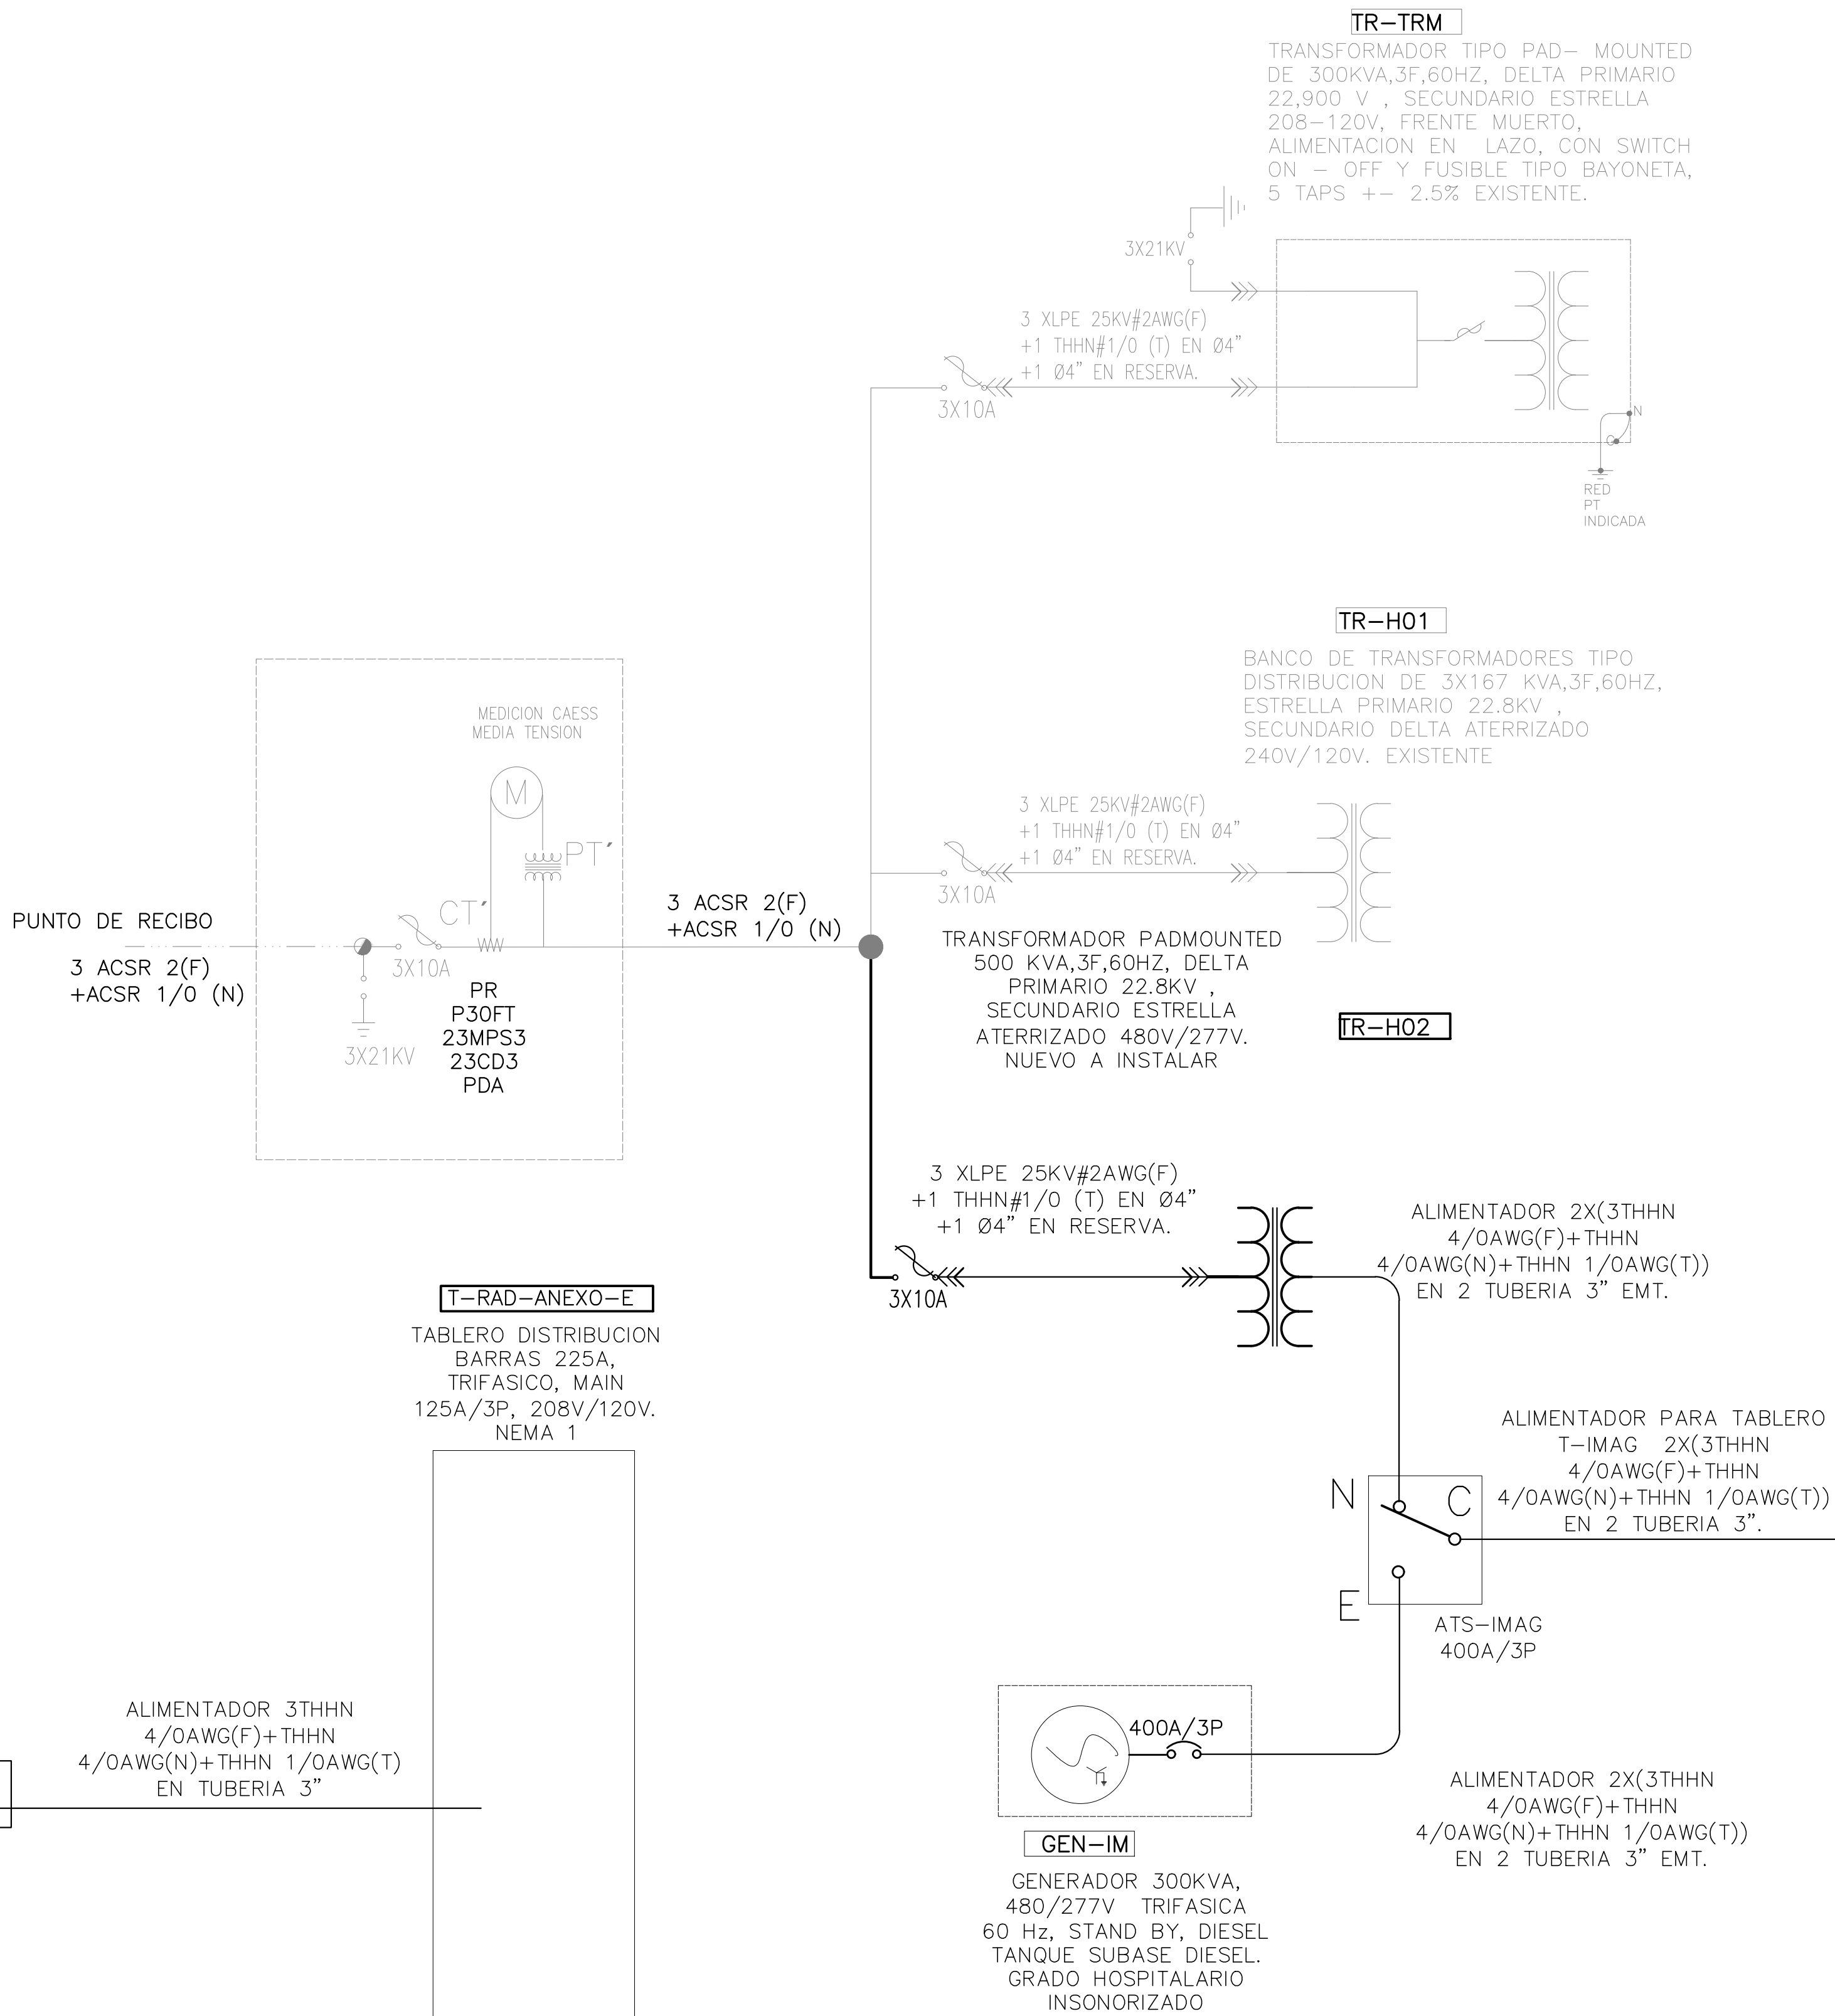 TR-TRM
TRANSFORMADOR TIPO PAD- MOUNTED
DE 300KVA,3F,60HZ, DELTA PRIMARIO
22,900 V , SECUNDARIO ESTRELLA
208-120V, FRENTE MUERTO,
ALIMENTACION EN LAZO, CON SWITCH
ON - OFF Y FUSIBLE TIPO BAYONETA,
5 TAPS +- 2.5% EXISTENTE.
3X21KV
3 XLPE 25KV#2AWG(F)
+1 THHN#1/0 (T) EN Ø4"
+1 Ø4" EN RESERVA.
3X10A
N
RED
PT
INDICADA
TR-H01
BANCO DE TRANSFORMADORES TIPO
DISTRIBUCION DE 3X167 KVA,3F,60HZ,
ESTRELLA PRIMARIO 22.8KV ,
SECUNDARIO DELTA ATERRIZADO
240V/120V. EXISTENTE
3 XLPE 25KV#2AWG(F)
+1 THHN#1/0 (T) EN Ø4"
+1 Ø4" EN RESERVA.
3X10A
MEDICION CAESS
MEDIA TENSION
M
PT'
CT'
3X10A
PR
P30FT
23MPS3
23CD3
PDA
3X21KV
PUNTO DE RECIBO
3 ACSR 2(F)
+ACSR 1/0 (N)
3 ACSR 2(F)
+ACSR 1/0 (N)
TRANSFORMADOR PADMOUNTED
500 KVA,3F,60HZ, DELTA
PRIMARIO 22.8KV ,
SECUNDARIO ESTRELLA
ATERRIZADO 480V/277V.
NUEVO A INSTALAR
TR-H02
3 XLPE 25KV#2AWG(F)
+1 THHN#1/0 (T) EN Ø4"
+1 Ø4" EN RESERVA.
3X10A
ALIMENTADOR 2X(3THHN
4/0AWG(F)+THHN
4/0AWG(N)+THHN 1/0AWG(T))
EN 2 TUBERIA 3" EMT.
T-RAD-ANEXO-E
TABLERO DISTRIBUCION
BARRAS 225A,
TRIFASICO, MAIN
125A/3P, 208V/120V.
NEMA 1
ALIMENTADOR PARA TABLERO
T-IMAG 2X(3THHN
4/0AWG(F)+THHN
4/0AWG(N)+THHN 1/0AWG(T))
EN 2 TUBERIA 3".
N
C
E
ATS-IMAG
400A/3P
ALIMENTADOR 3THHN
4/0AWG(F)+THHN
4/0AWG(N)+THHN 1/0AWG(T)
EN TUBERIA 3"
400A/3P
GEN-IM
GENERADOR 300KVA,
480/277V TRIFASICA
60 Hz, STAND BY, DIESEL
TANQUE SUBASE DIESEL.
GRADO HOSPITALARIO
INSONORIZADO
ALIMENTADOR 2X(3THHN
4/0AWG(F)+THHN
4/0AWG(N)+THHN 1/0AWG(T))
EN 2 TUBERIA 3" EMT.